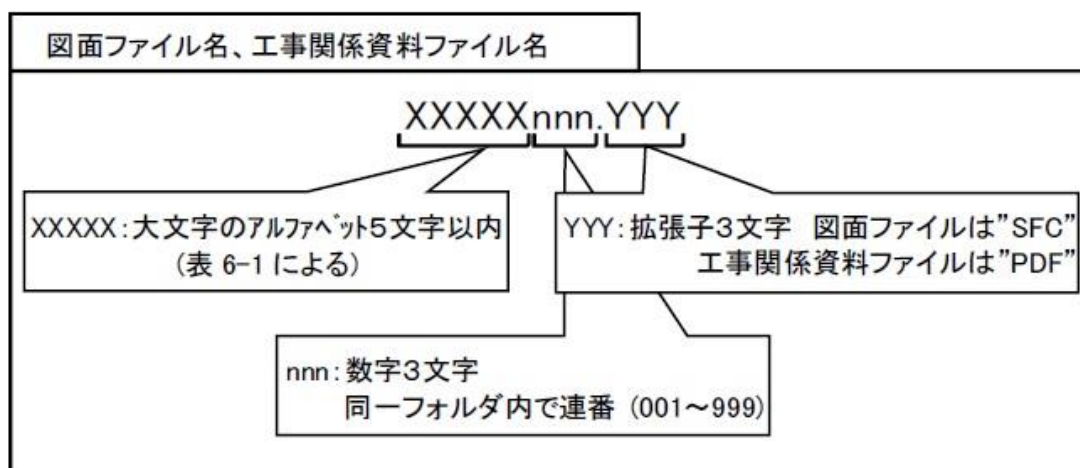 図面ファイル名、工事関係資料ファイル名
XXXXXnnn.YYY
XXXXX:大文字のアルファベット5文字以内
(表 6-1 による)
YYY:拡張子3文字 図面ファイルは”SFC”
工事関係資料ファイルは”PDF”
nnn:数字3文字
同一フォルダ内で連番 (001~999)